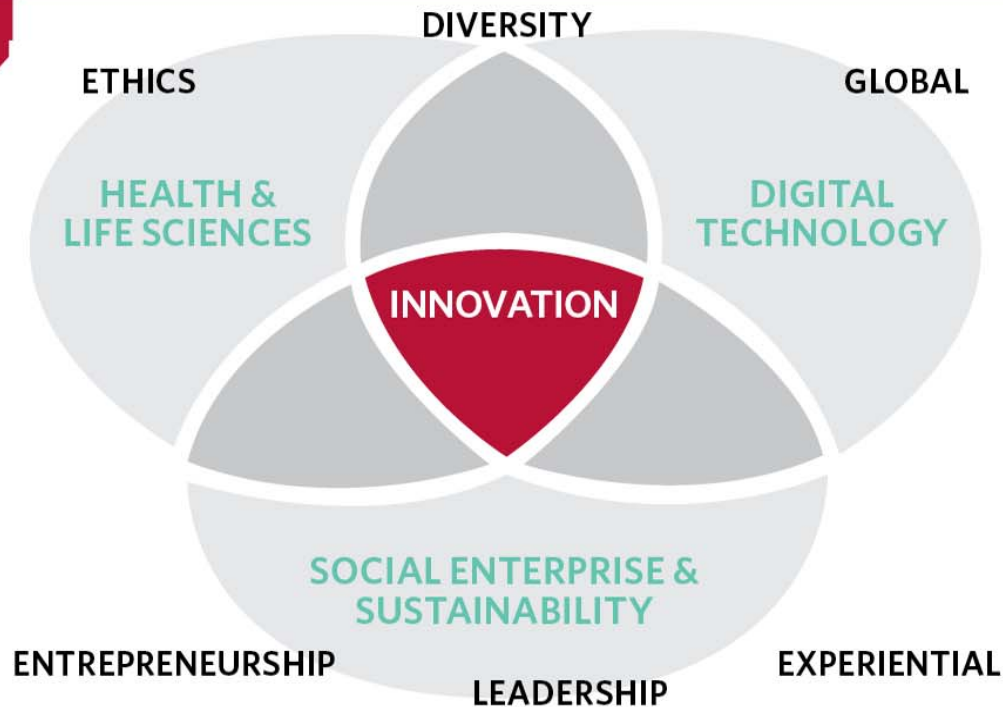 DIVERSITY
ETHICS
GLOBAL
HEALTH &
LIFE SCIENCES
DIGITAL
TECHNOLOGY
INNOVATION
SOCIAL ENTERPRISE &
SUSTAINABILITY
ENTREPRENEURSHIP
EXPERIENTIAL
LEADERSHIP